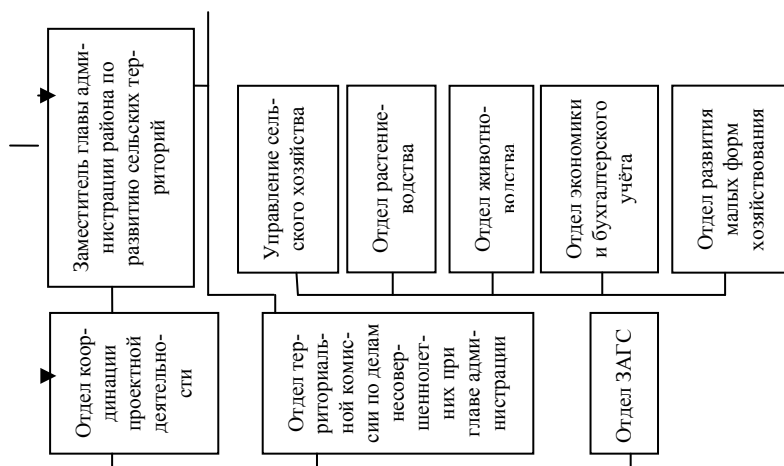 Заместитель главы адми-
нистрации района по
развитию сельских тер-
риторий
Управление сель-
ского хозяйства
Отдел растение-
водства
Отдел животно-
волства
Отдел экономики
и бухгалтерского
учёта
Отдел развития
малых форм
хозяйствования
Отдел коор-
динации
проектной
деятельно-
сти
Отдел тер-
риториаль-
ной комис-
сии по делам
несовер-
шеннолет-
них при
главе адми-
нистрации
Отдел ЗАГС